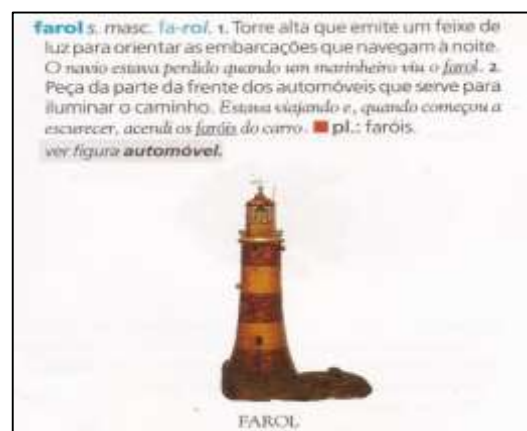 farol s. masc. fa-rol. 1. Torre alta que emite um feixe de
luz para orientar as embarcações que navegam à noite.
O navio estava perdido quando um marinheiro viu o farol. 2.
Peça da parte da frente dos automóveis que serve para
iluminar o caminho. Estava viajando e, quando começou a
escurecer, acendi os faróis do carro. ■ pl.: faróis.
ver figura automóvel.
FAROL